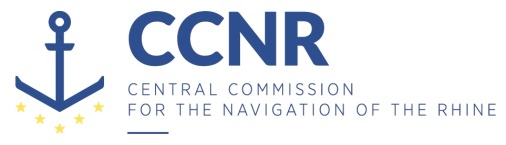 CCNR
CENTRAL COMMISSION
FOR THE NAVIGATION OF THE RHINE